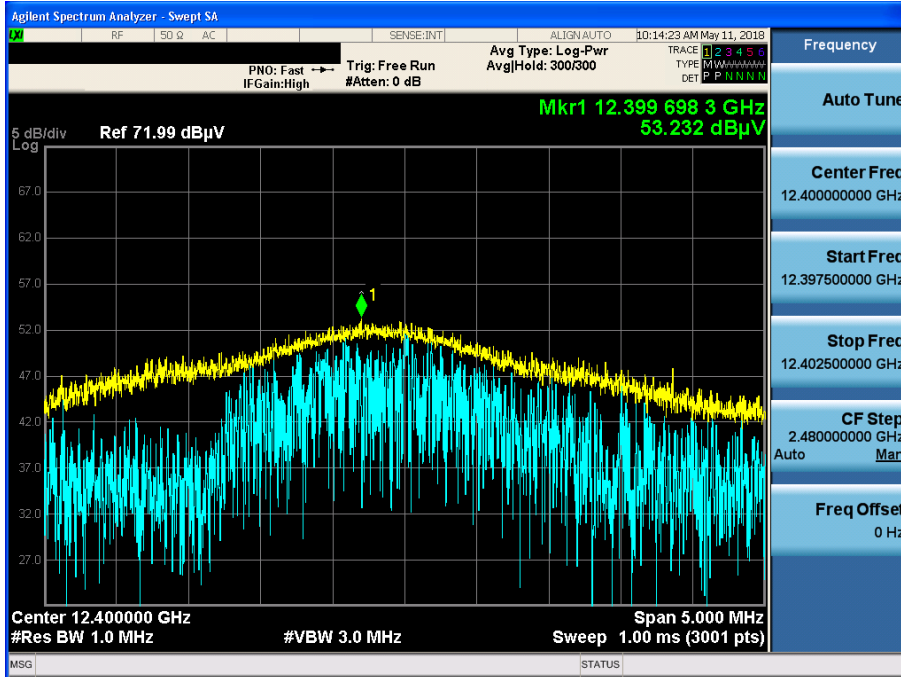 Agilent Spectrum Analyzer - Swept SA
LXI RF 50 Ω AC SENSE:INT ALIGN AUTO 10:14:23 AM May 11, 2018
PNO: Fast Trig: Free Run Avg Type: Log-Pwr TRACE 1 2 3 4 5 6
IFGain:High #Atten: 0 dB Avg|Hold: 300/300 TYPE M W W W W W
DET P P N N N N
Mkr1 12.399 698 3 GHz
53.232 dBµV
5 dB/div Ref 71.99 dBµV
Log
67.0
62.0
57.0
52.0
47.0
42.0
37.0
32.0
27.0
1
Center 12.400000 GHz Span 5.000 MHz
#Res BW 1.0 MHz #VBW 3.0 MHz Sweep 1.00 ms (3001 pts)
MSG STATUS
Frequency
Auto Tune
Center Freq
12.400000000 GHz
Start Freq
12.397500000 GHz
Stop Freq
12.402500000 GHz
CF Step
2.480000000 GHz
Auto Man
Freq Offset
0 Hz